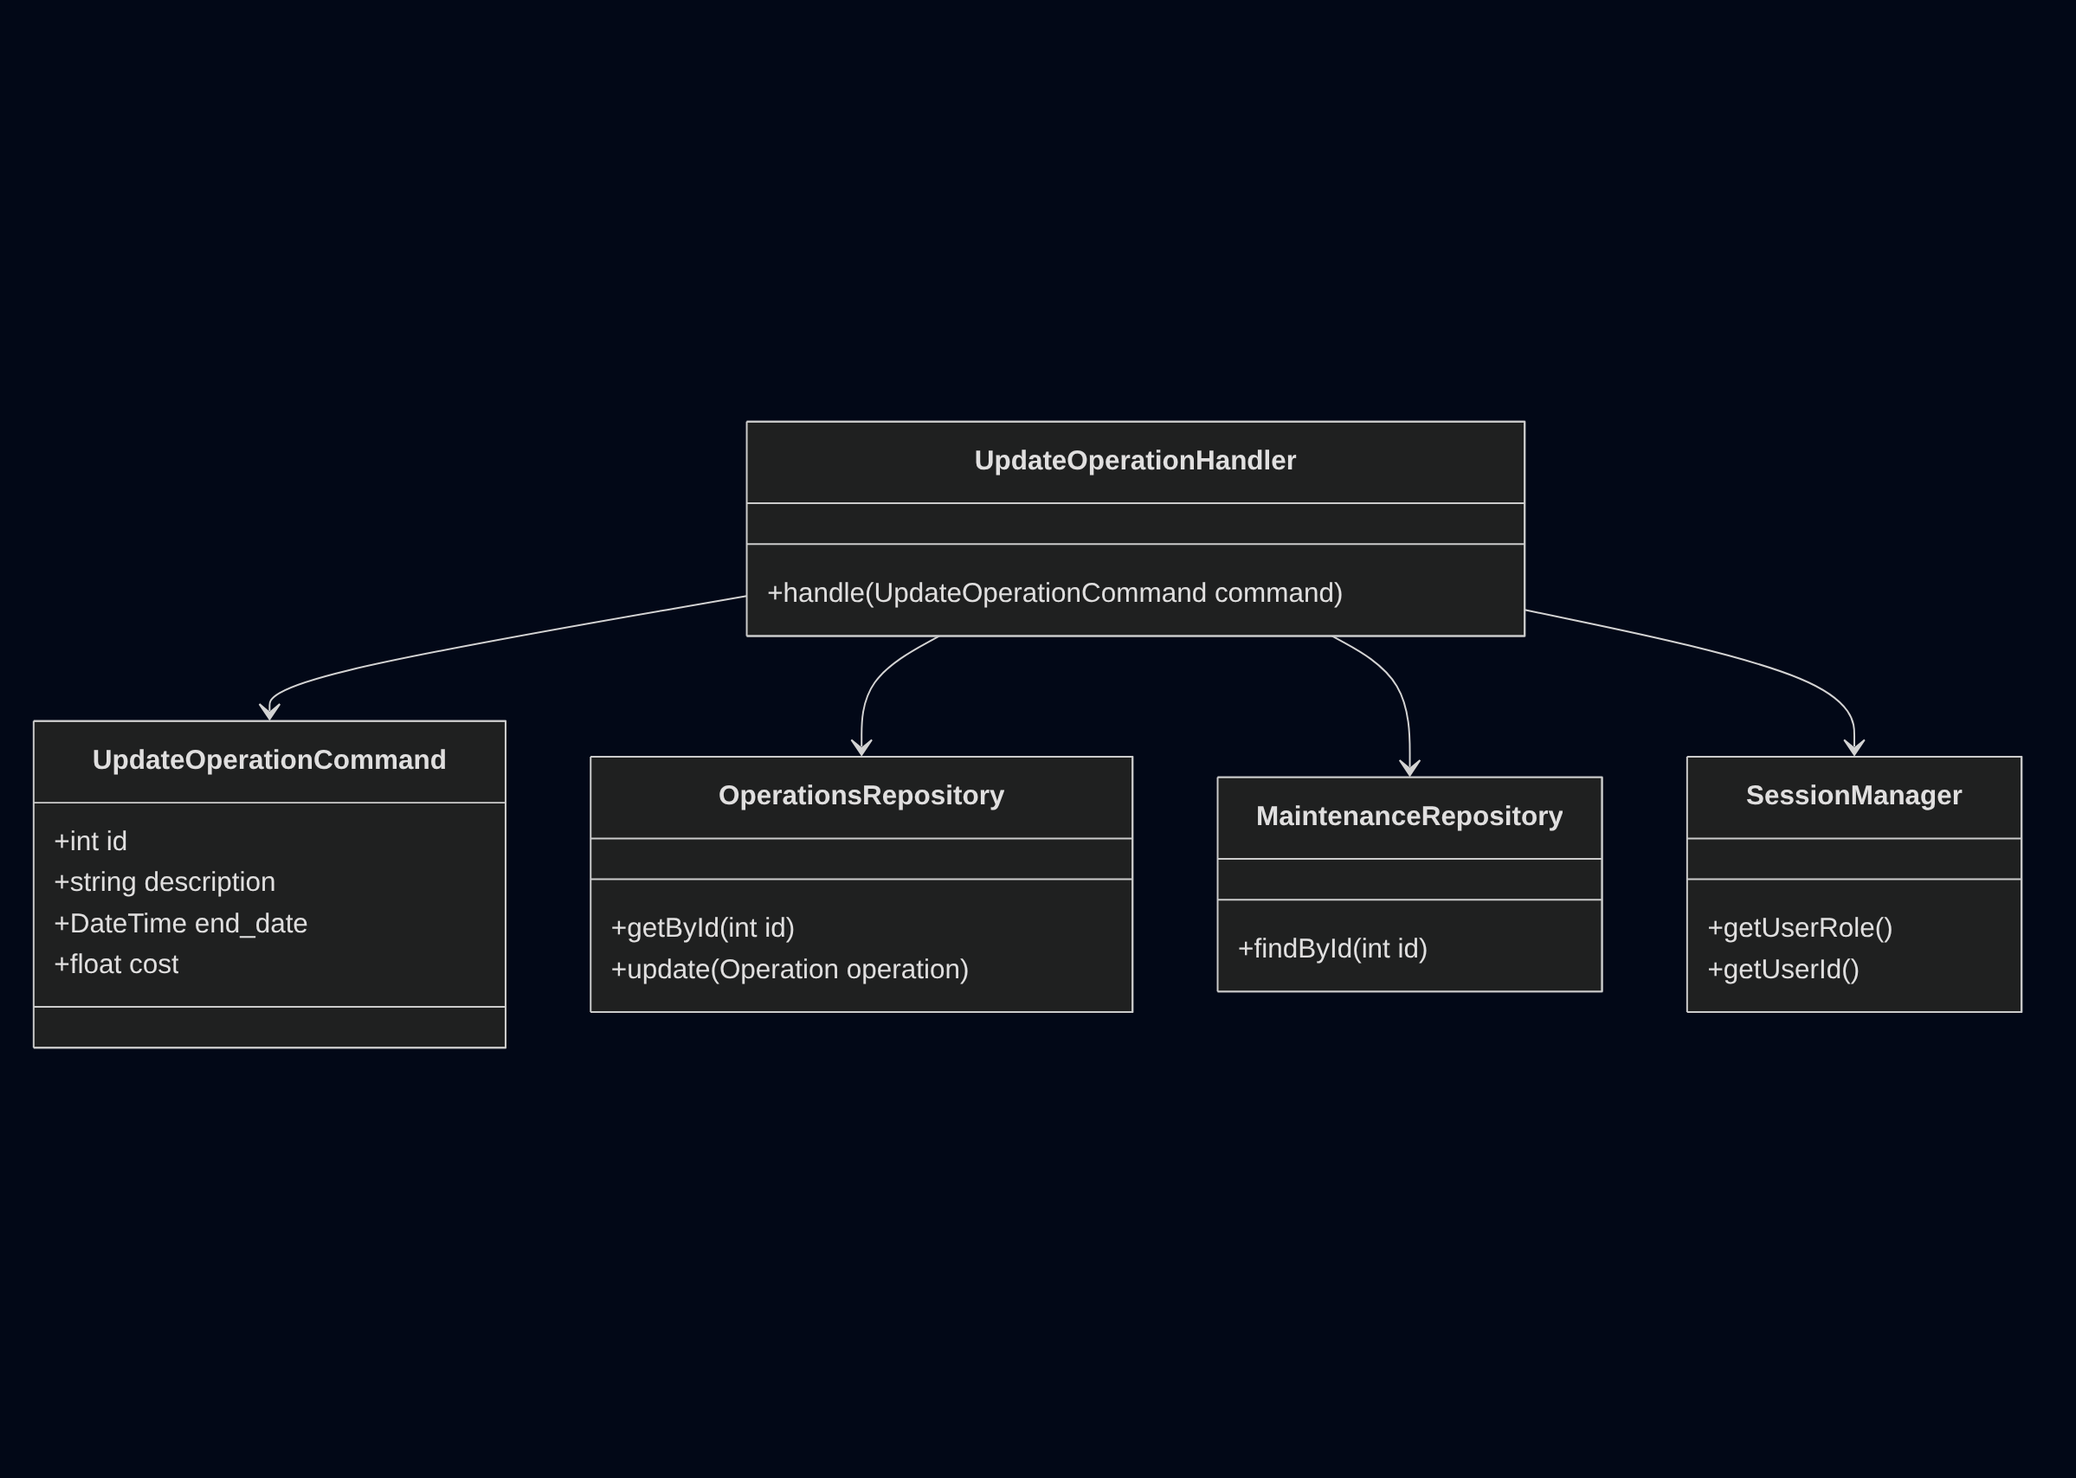 UpdateOperationHandler
+handle(UpdateOperationCommand command)
UpdateOperationCommand
+int id
+string description
+DateTime end_date
+float cost
OperationsRepository
+getById(int id)
+update(Operation operation)
MaintenanceRepository
+findById(int id)
SessionManager
+getUserRole()
+getUserId()